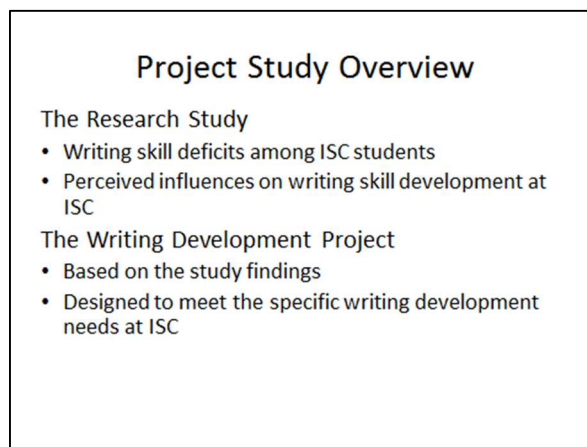 Project Study Overview
The Research Study
• Writing skill deficits among ISC students
• Perceived influences on writing skill development at
ISC
The Writing Development Project
• Based on the study findings
• Designed to meet the specific writing development
needs at ISC